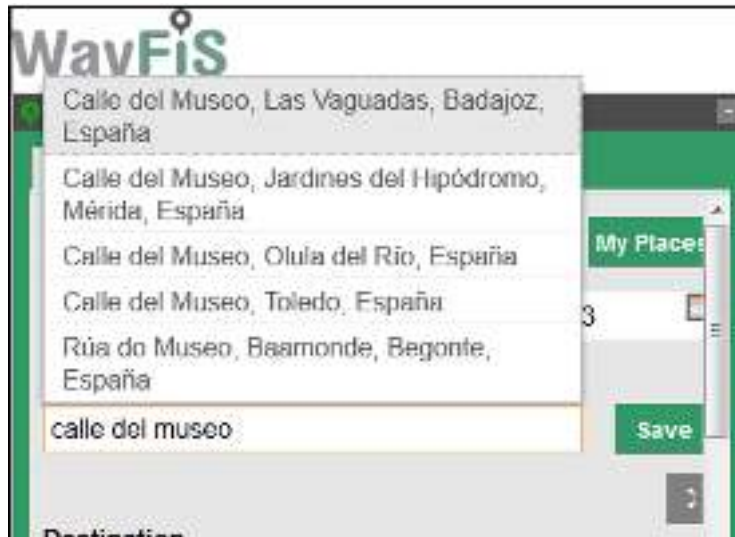 WayFiS
Calle del Museo, Las Vaguadas, Badajoz,
España
Calle del Museo, Jardines del Hipódromo,
Mérida, España
Calle del Museo, Olula del Río, España
Calle del Museo, Toledo, España
Rúa do Museo, Baamonde, Begonte,
España
My Places
3
calle del museo
Save
Destination